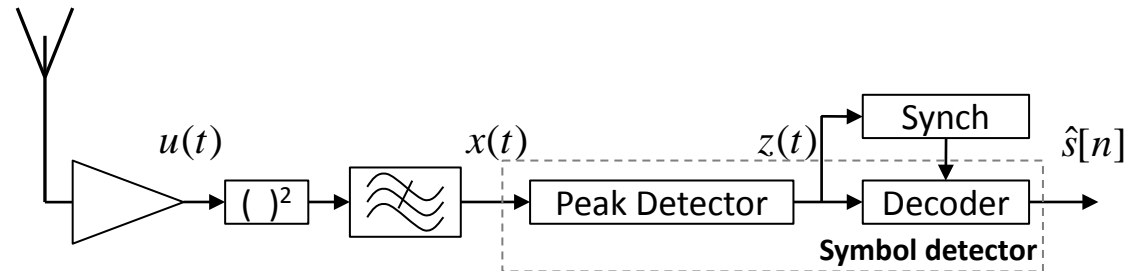 Synch
u(t)
x(t)
z(t)
ŝ[n]
( )²
Peak Detector
Decoder
Symbol detector